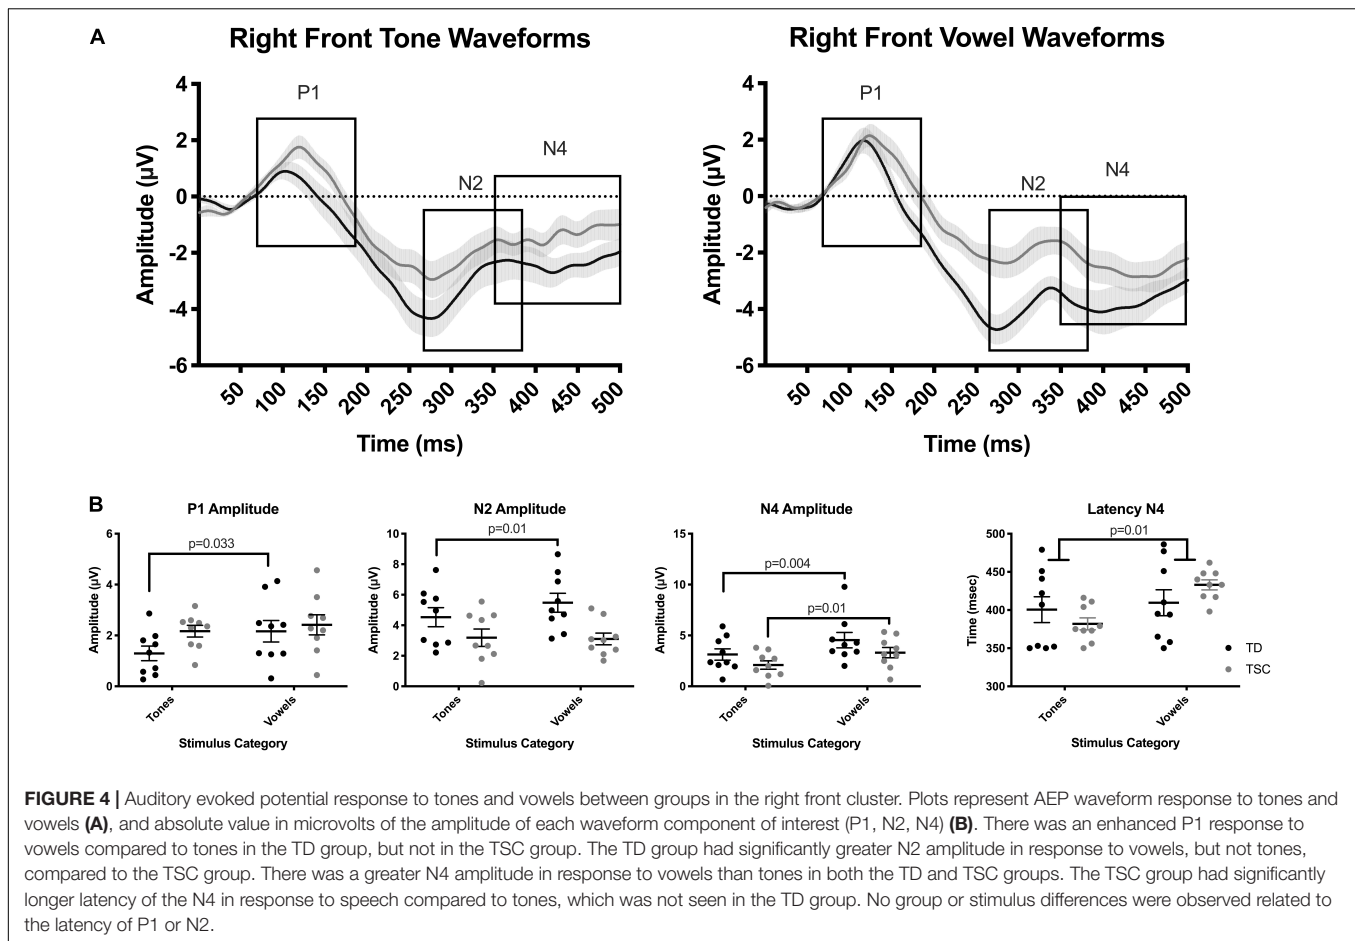 A
Right Front Tone Waveforms
Right Front Vowel Waveforms
4
2
0
-2
-4
-6
Amplitude (µV)
P1
N2
N4
50 100 150 200 250 300 350 400 450 500
Time (ms)
4
2
0
-2
-4
-6
Amplitude (µV)
P1
N2
N4
50 100 150 200 250 300 350 400 450 500
Time (ms)
B
P1 Amplitude
6
4
2
0
Amplitude (µV)
p=0.033
Tones Vowels
Stimulus Category
N2 Amplitude
10
8
6
4
2
0
Amplitude (µV)
p=0.01
Tones Vowels
Stimulus Category
N4 Amplitude
15
10
5
0
Amplitude (µV)
p=0.004
p=0.01
Tones Vowels
Stimulus Category
Latency N4
500
450
400
350
300
Time (msec)
p=0.01
TD
TSC
Tones Vowels
Stimulus Category
FIGURE 4 | Auditory evoked potential response to tones and vowels between groups in the right front cluster. Plots represent AEP waveform response to tones and
vowels (A), and absolute value in microvolts of the amplitude of each waveform component of interest (P1, N2, N4) (B). There was an enhanced P1 response to
vowels compared to tones in the TD group, but not in the TSC group. The TD group had significantly greater N2 amplitude in response to vowels, but not tones,
compared to the TSC group. There was a greater N4 amplitude in response to vowels than tones in both the TD and TSC groups. The TSC group had significantly
longer latency of the N4 in response to speech compared to tones, which was not seen in the TD group. No group or stimulus differences were observed related to
the latency of P1 or N2.